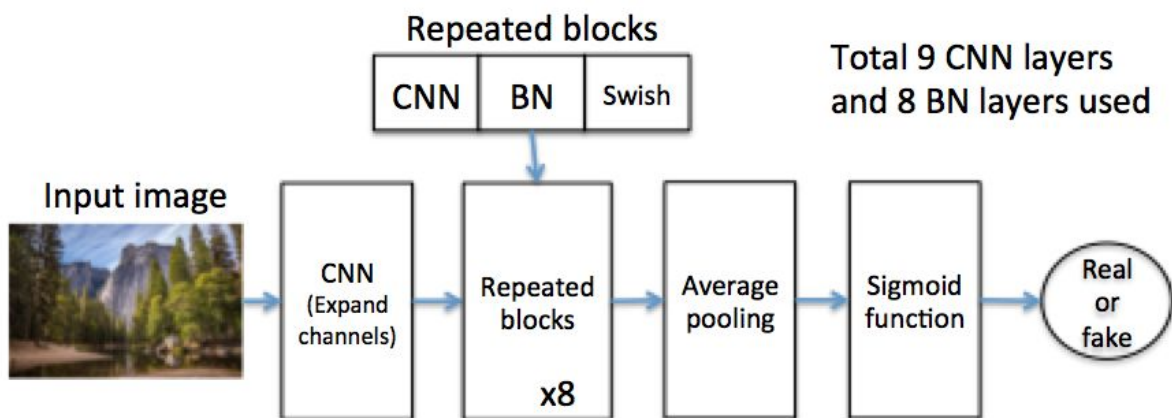 Repeated blocks
CNN BN Swish
Total 9 CNN layers
and 8 BN layers used
Input image
CNN
(Expand
channels)
Repeated
blocks
x8
Average
pooling
Sigmoid
function
Real
or
fake